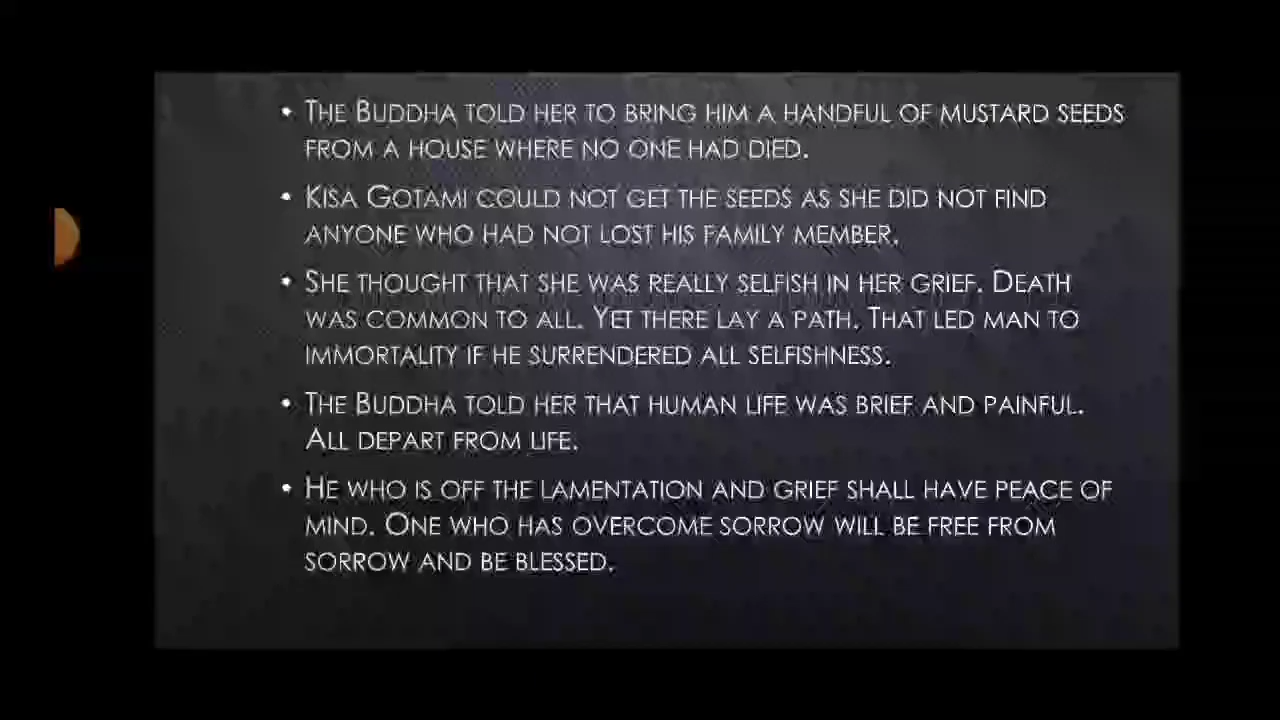 • The Buddha told her to bring him a handful of mustard seeds
from a house where no one had died.
• Kisa Gotami could not get the seeds as she did not find
anyone who had not lost his family member.
• She thought that she was really selfish in her grief. Death
was common to all. Yet there lay a path. That led man to
immortality if he surrendered all selfishness.
• The Buddha told her that human life was brief and painful.
All depart from life.
• He who is off the lamentation and grief shall have peace of
mind. One who has overcome sorrow will be free from
sorrow and be blessed.